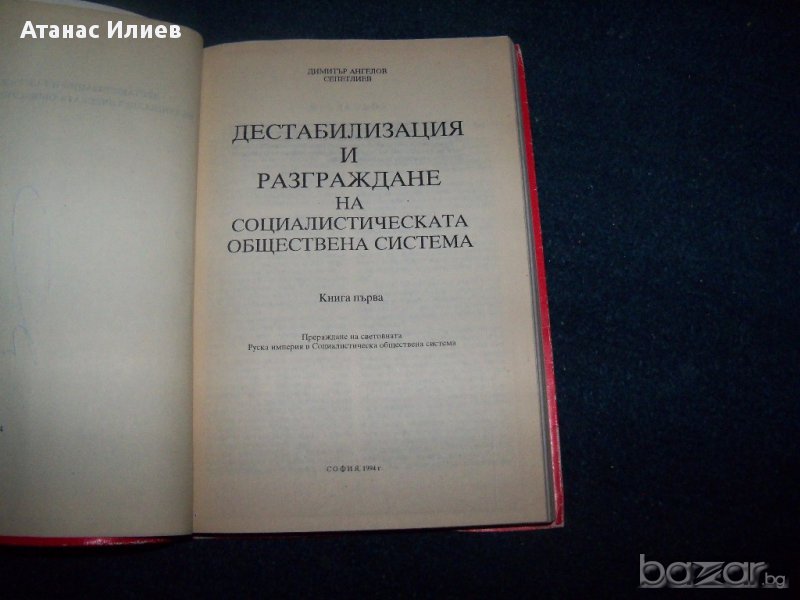 Атанас Илиев
ДИМИТЪР АНГЕЛОВ
СЕПЕТЛИЕВ
ДЕСТАБИЛИЗАЦИЯ
И
РАЗГРАЖДАНЕ
НА
СОЦИАЛИСТИЧЕСКАТА
ОБЩЕСТВЕНА СИСТЕМА
Книга първа
Прераждане на световната
Руска империя в Социалистическа обществена система
СОФИЯ, 1994 г.
bazar.bg